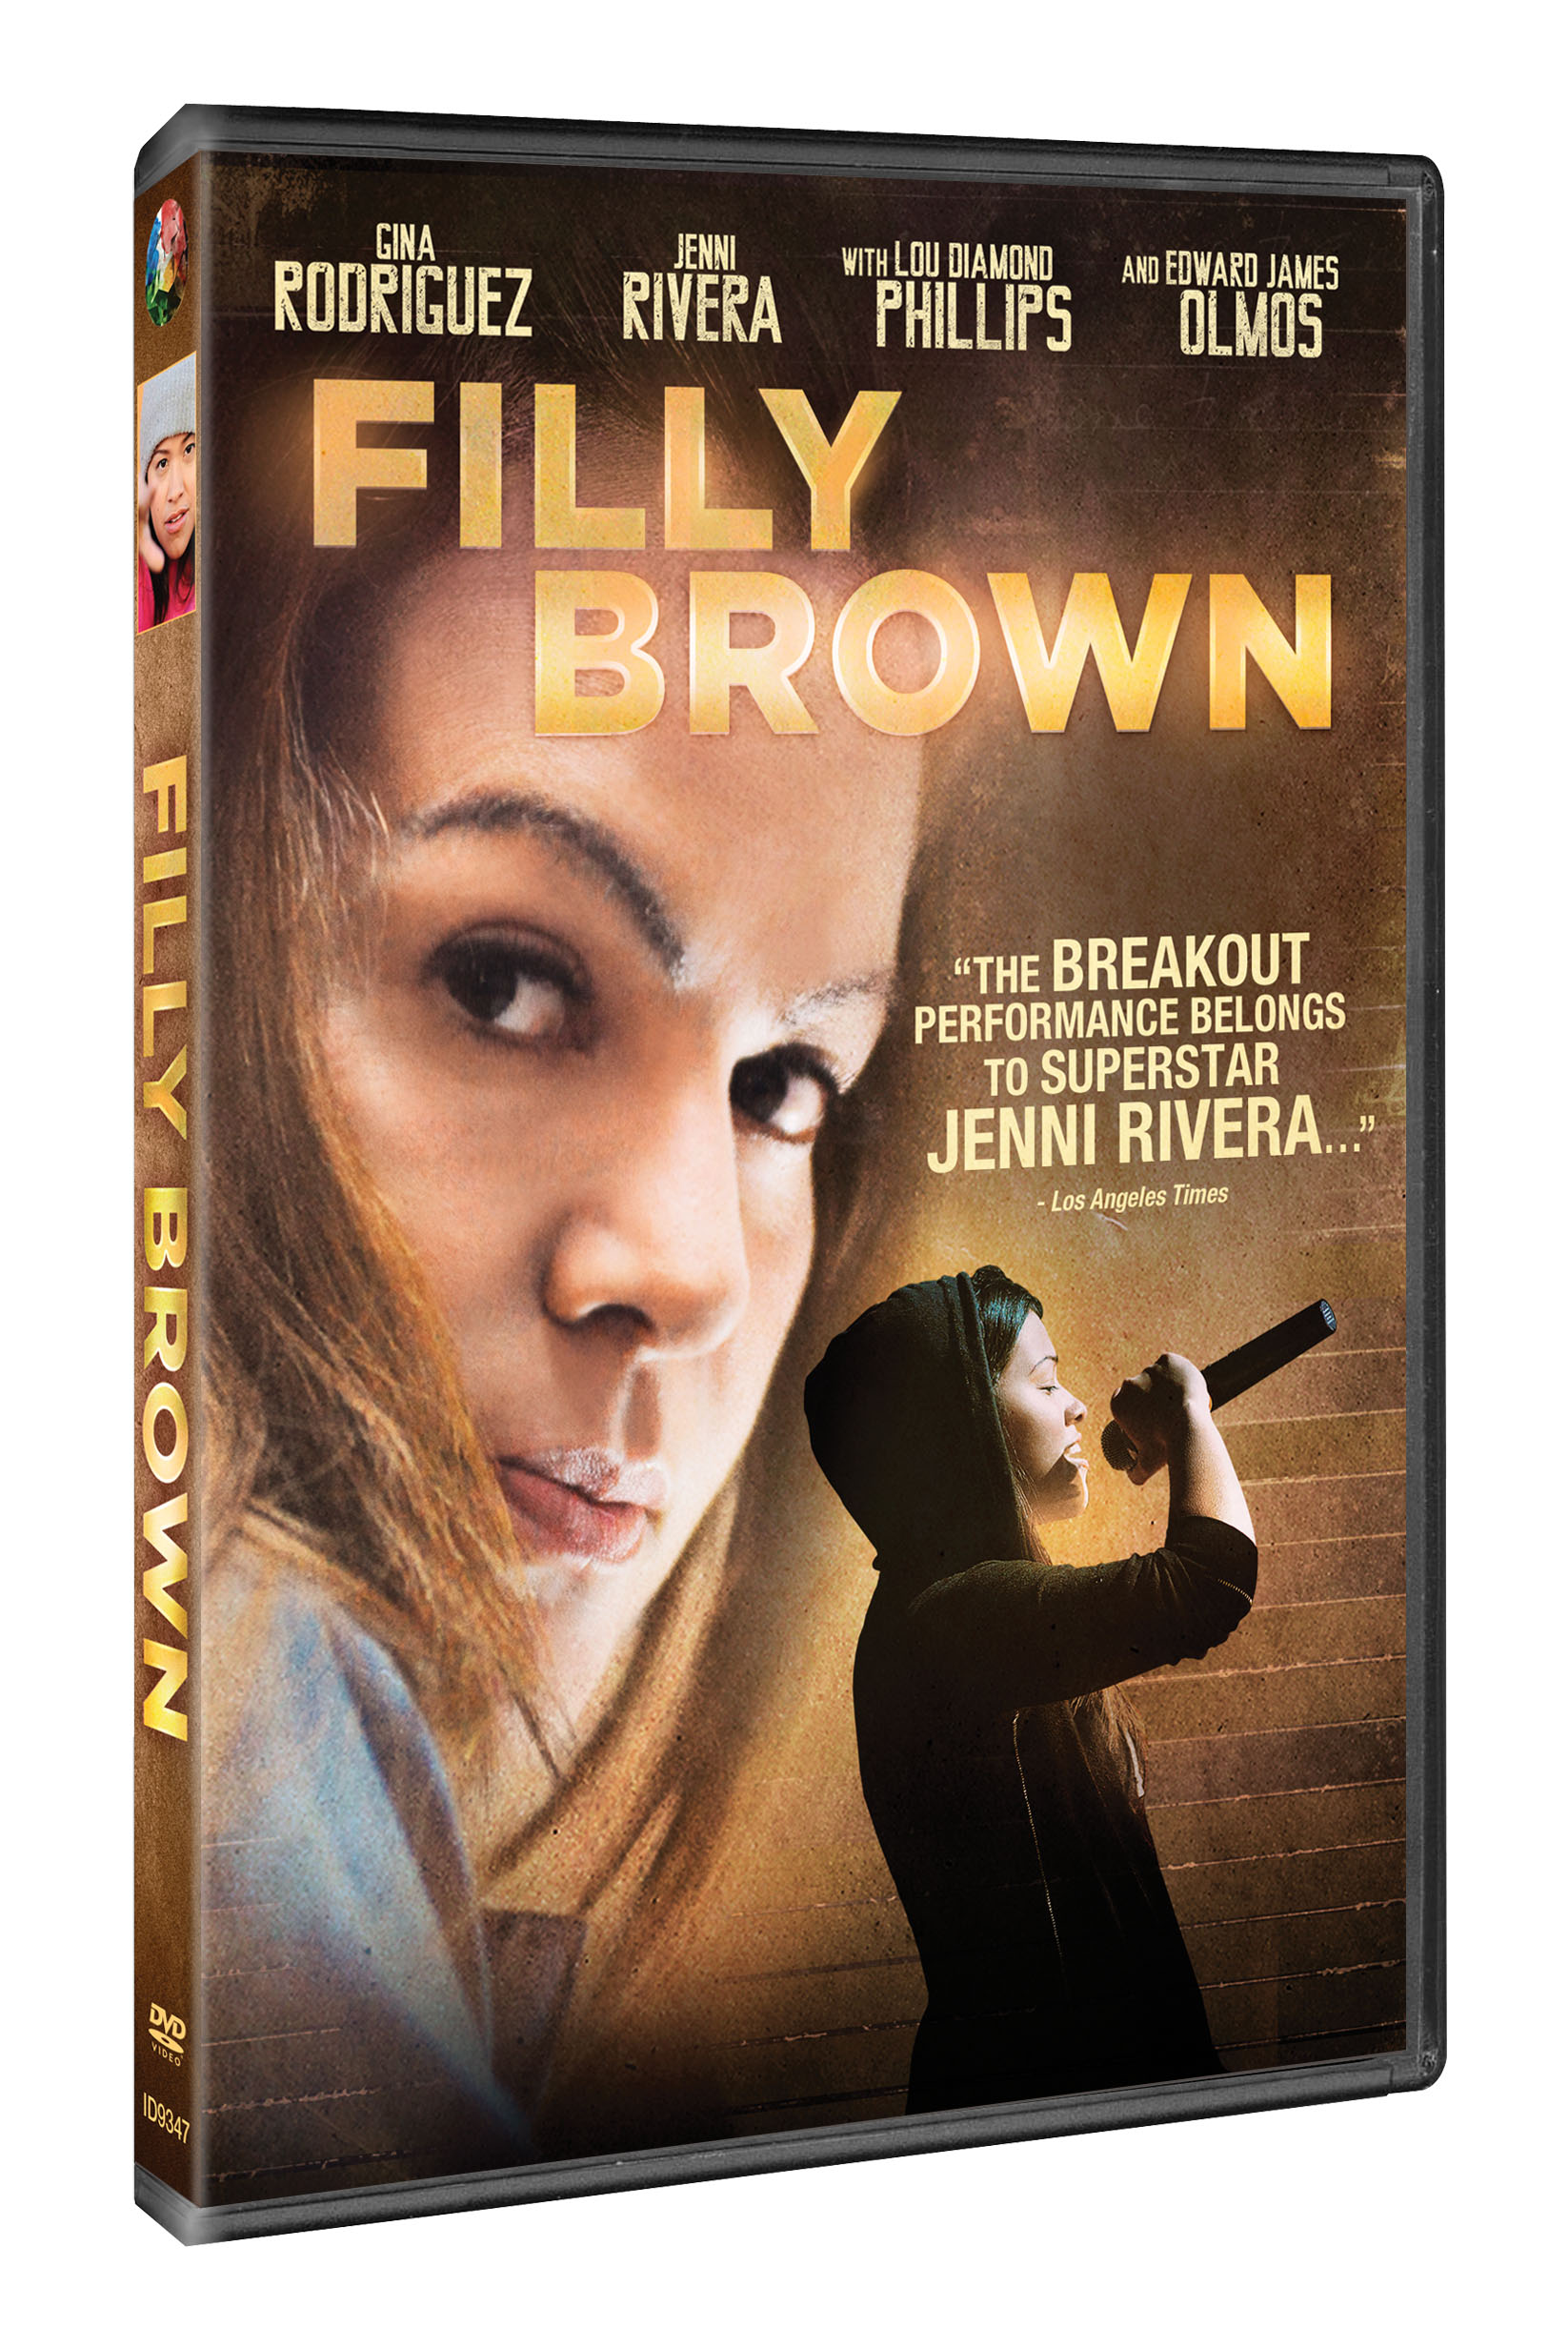 GINA
RODRIGUEZ
JENNI
RIVERA
WITH LOU DIAMOND
PHILLIPS
AND EDWARD JAMES
OLMOS
FILLY
BROWN
“THE BREAKOUT
PERFORMANCE BELONGS
TO SUPERSTAR
JENNI RIVERA...”
- Los Angeles Times
FILLY BROWN
DVD
VIDEO
ID9347